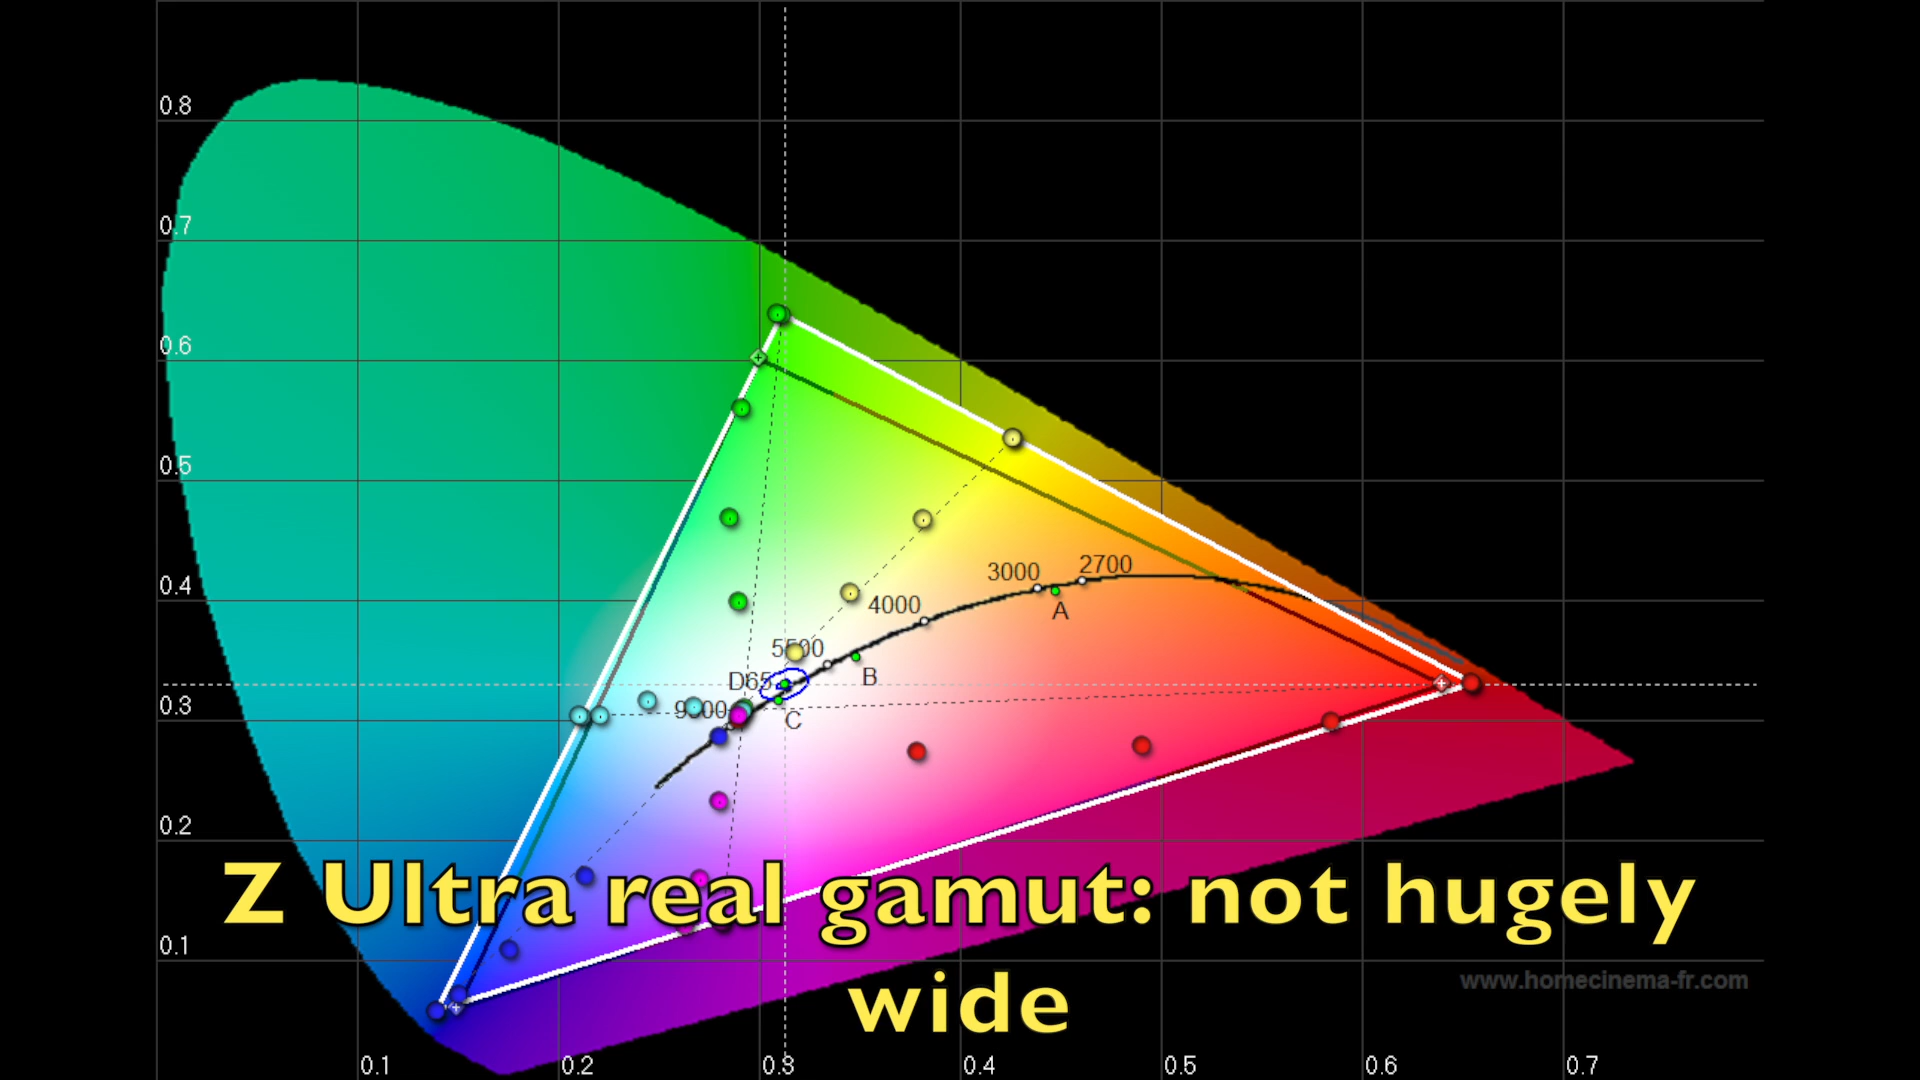 0.8
0.7
0.6
0.5
0.4
0.3
0.2
0.1
3000
2700
4000
A
5500
B
D65
9300
C
Z Ultra real gamut: not hugely
wide
www.homecinema-fr.com
0.1
0.2
0.3
0.4
0.5
0.6
0.7